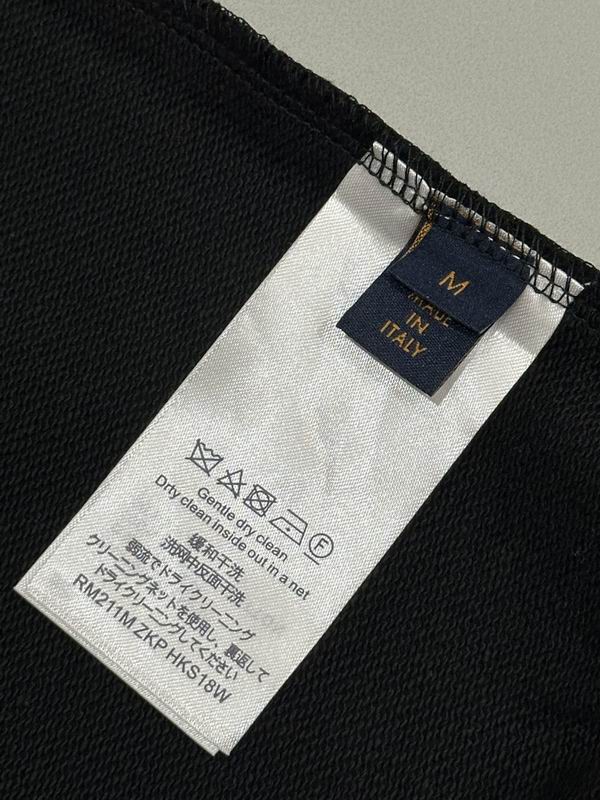 M
MADE
IN
ITALY
F
Gentle dry clean
Drty clean inside out in a net
缓和干洗
洗网中反面干洗
弱流でドライクリーニング
クリーニングネットを使用し、裏返して
ドライクリーニングしてください
RM211M ZKP HKS18W